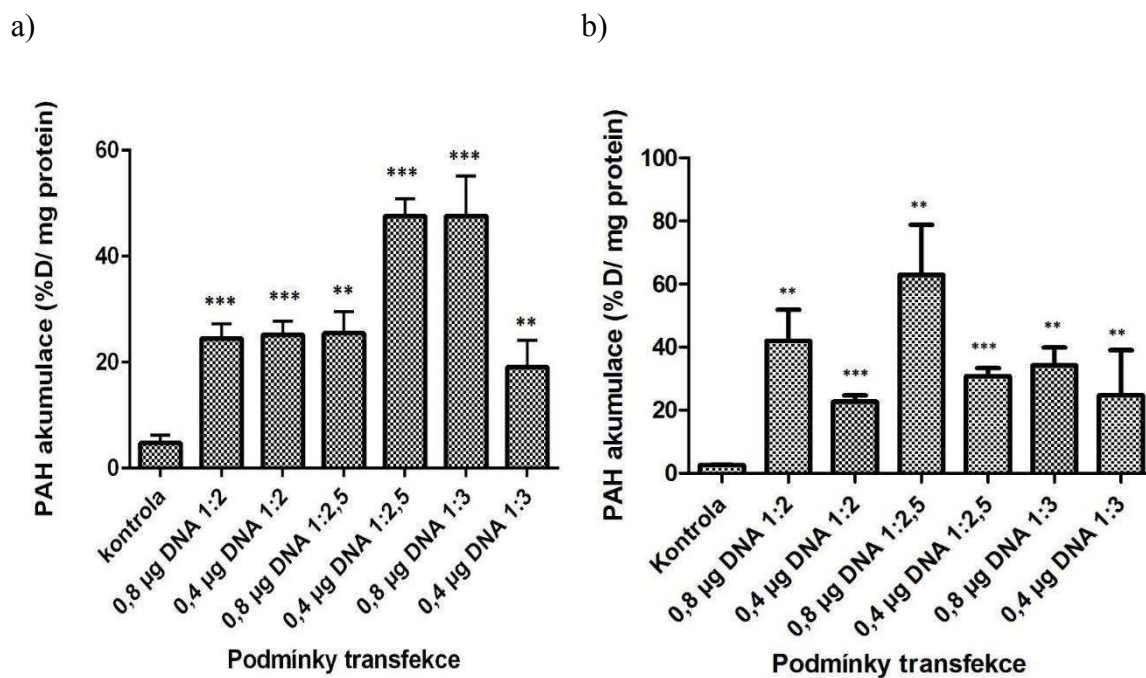 a)
PAH akumulace (%D/ mg protein)
60
40
20
0
***
***
**
***
***
**
kontrola
0,8 µg DNA 1:2
0,4 µg DNA 1:2
0,8 µg DNA 1:2,5
0,4 µg DNA 1:2,5
0,8 µg DNA 1:3
0,4 µg DNA 1:3
Podmínky transfekce
b)
PAH akumulace (%D/ mg protein)
100
80
60
40
20
0
**
***
**
***
**
**
Kontrola
0,8 µg DNA 1:2
0,4 µg DNA 1:2
0,8 µg DNA 1:2,5
0,4 µg DNA 1:2,5
0,8 µg DNA 1:3
0,4 µg DNA 1:3
Podmínky transfekce